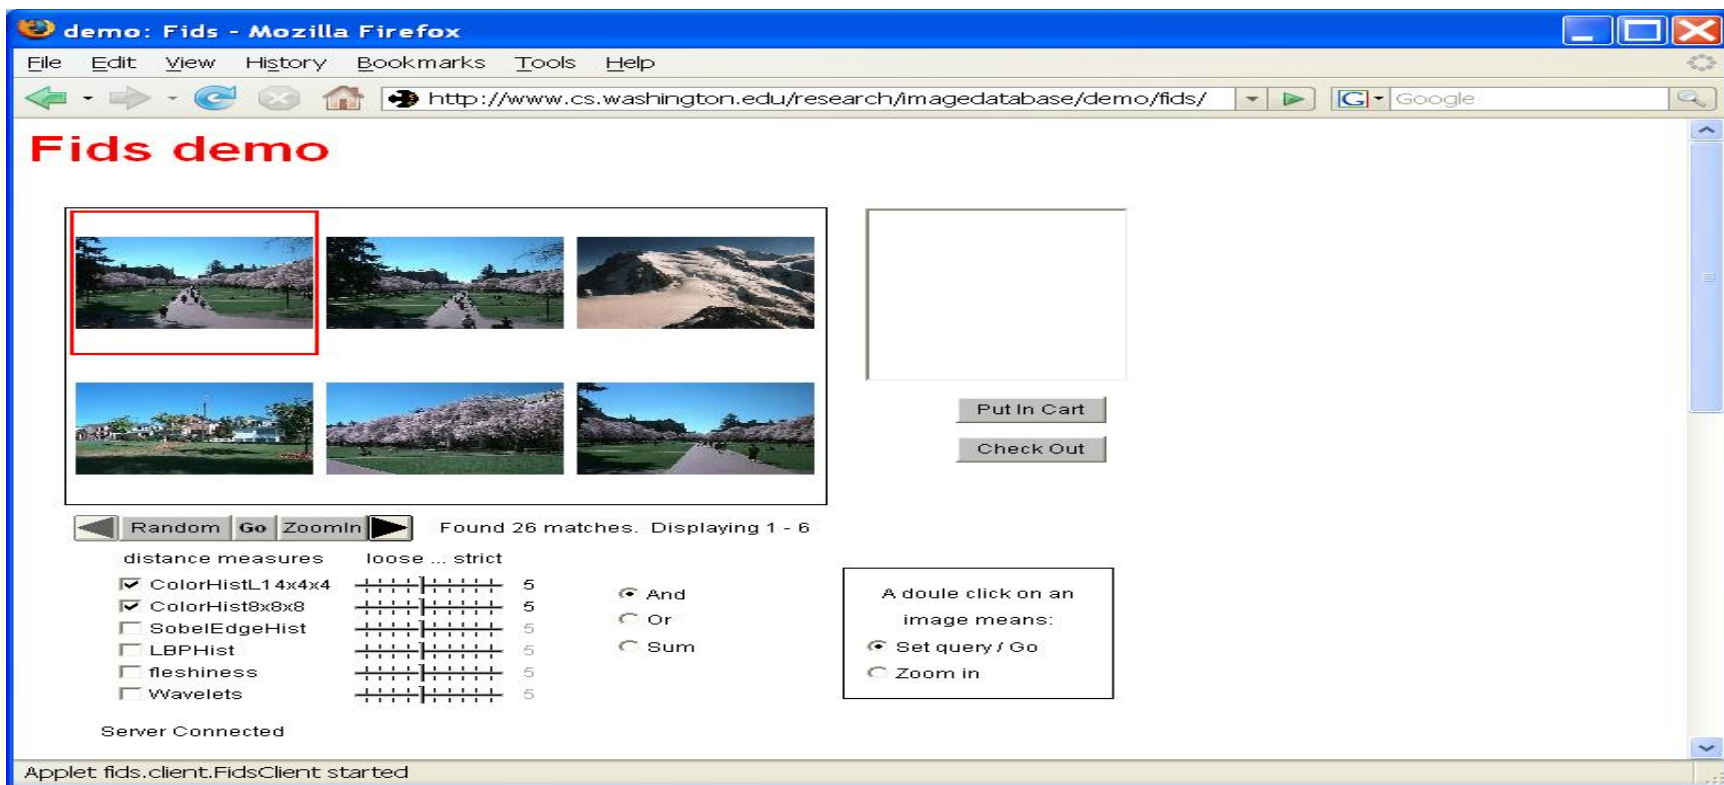 demo: Fids - Mozilla Firefox
File Edit View History Bookmarks Tools Help
http://www.cs.washington.edu/research/imagedatabase/demo/fids/ G Google
Fids demo
Put In Cart
Check Out
Random Go ZoomIn Found 26 matches. Displaying 1 - 6
distance measures loose ... strict
ColorHistL14x4x4 5
ColorHist8x8x8 5
SobelEdgeHist 5
LBPHist 5
fleshiness 5
Wavelets 5
And
Or
Sum
A doule click on an
image means:
Set query / Go
Zoom in
Server Connected
Applet fids.client.FidsClient started